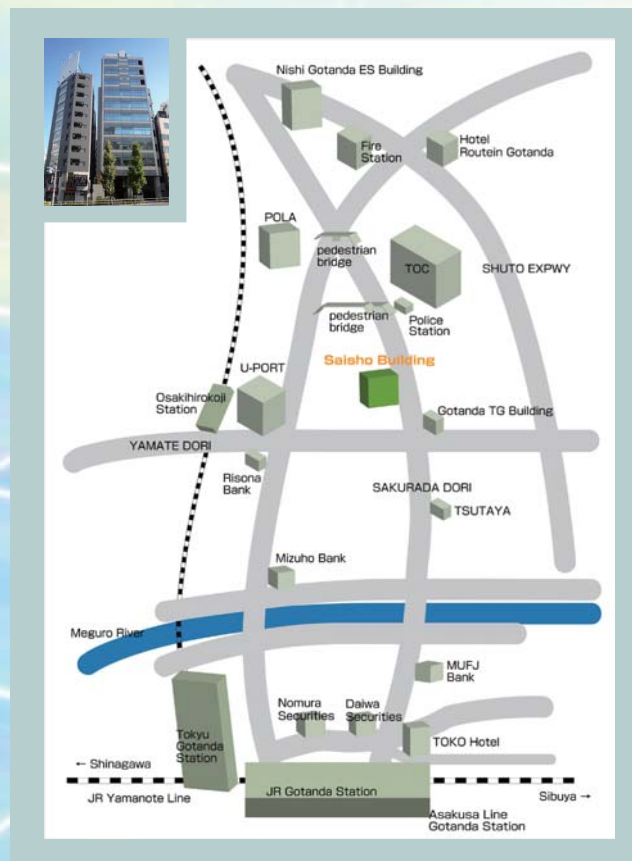 Nishi Gotanda ES Building
Fire
Station
Hotel
Routein Gotanda
POLA
pedestrian
bridge
TOC
SHUTO EXPWY
pedestrian
bridge
Police
Station
Saisho Building
U-PORT
Osakihirokoji
Station
Gotanda TG Building
YAMATE DORI
Risona
Bank
SAKURADA DORI
TSUTAYA
Mizuho Bank
Meguro River
MUFJ
Bank
Nomura
Securities
Daiwa
Securities
Tokyu
Gotanda
Station
TOKO Hotel
← Shinagawa
JR Yamanote Line
JR Gotanda Station
Sibuya →
Asakusa Line
Gotanda Station